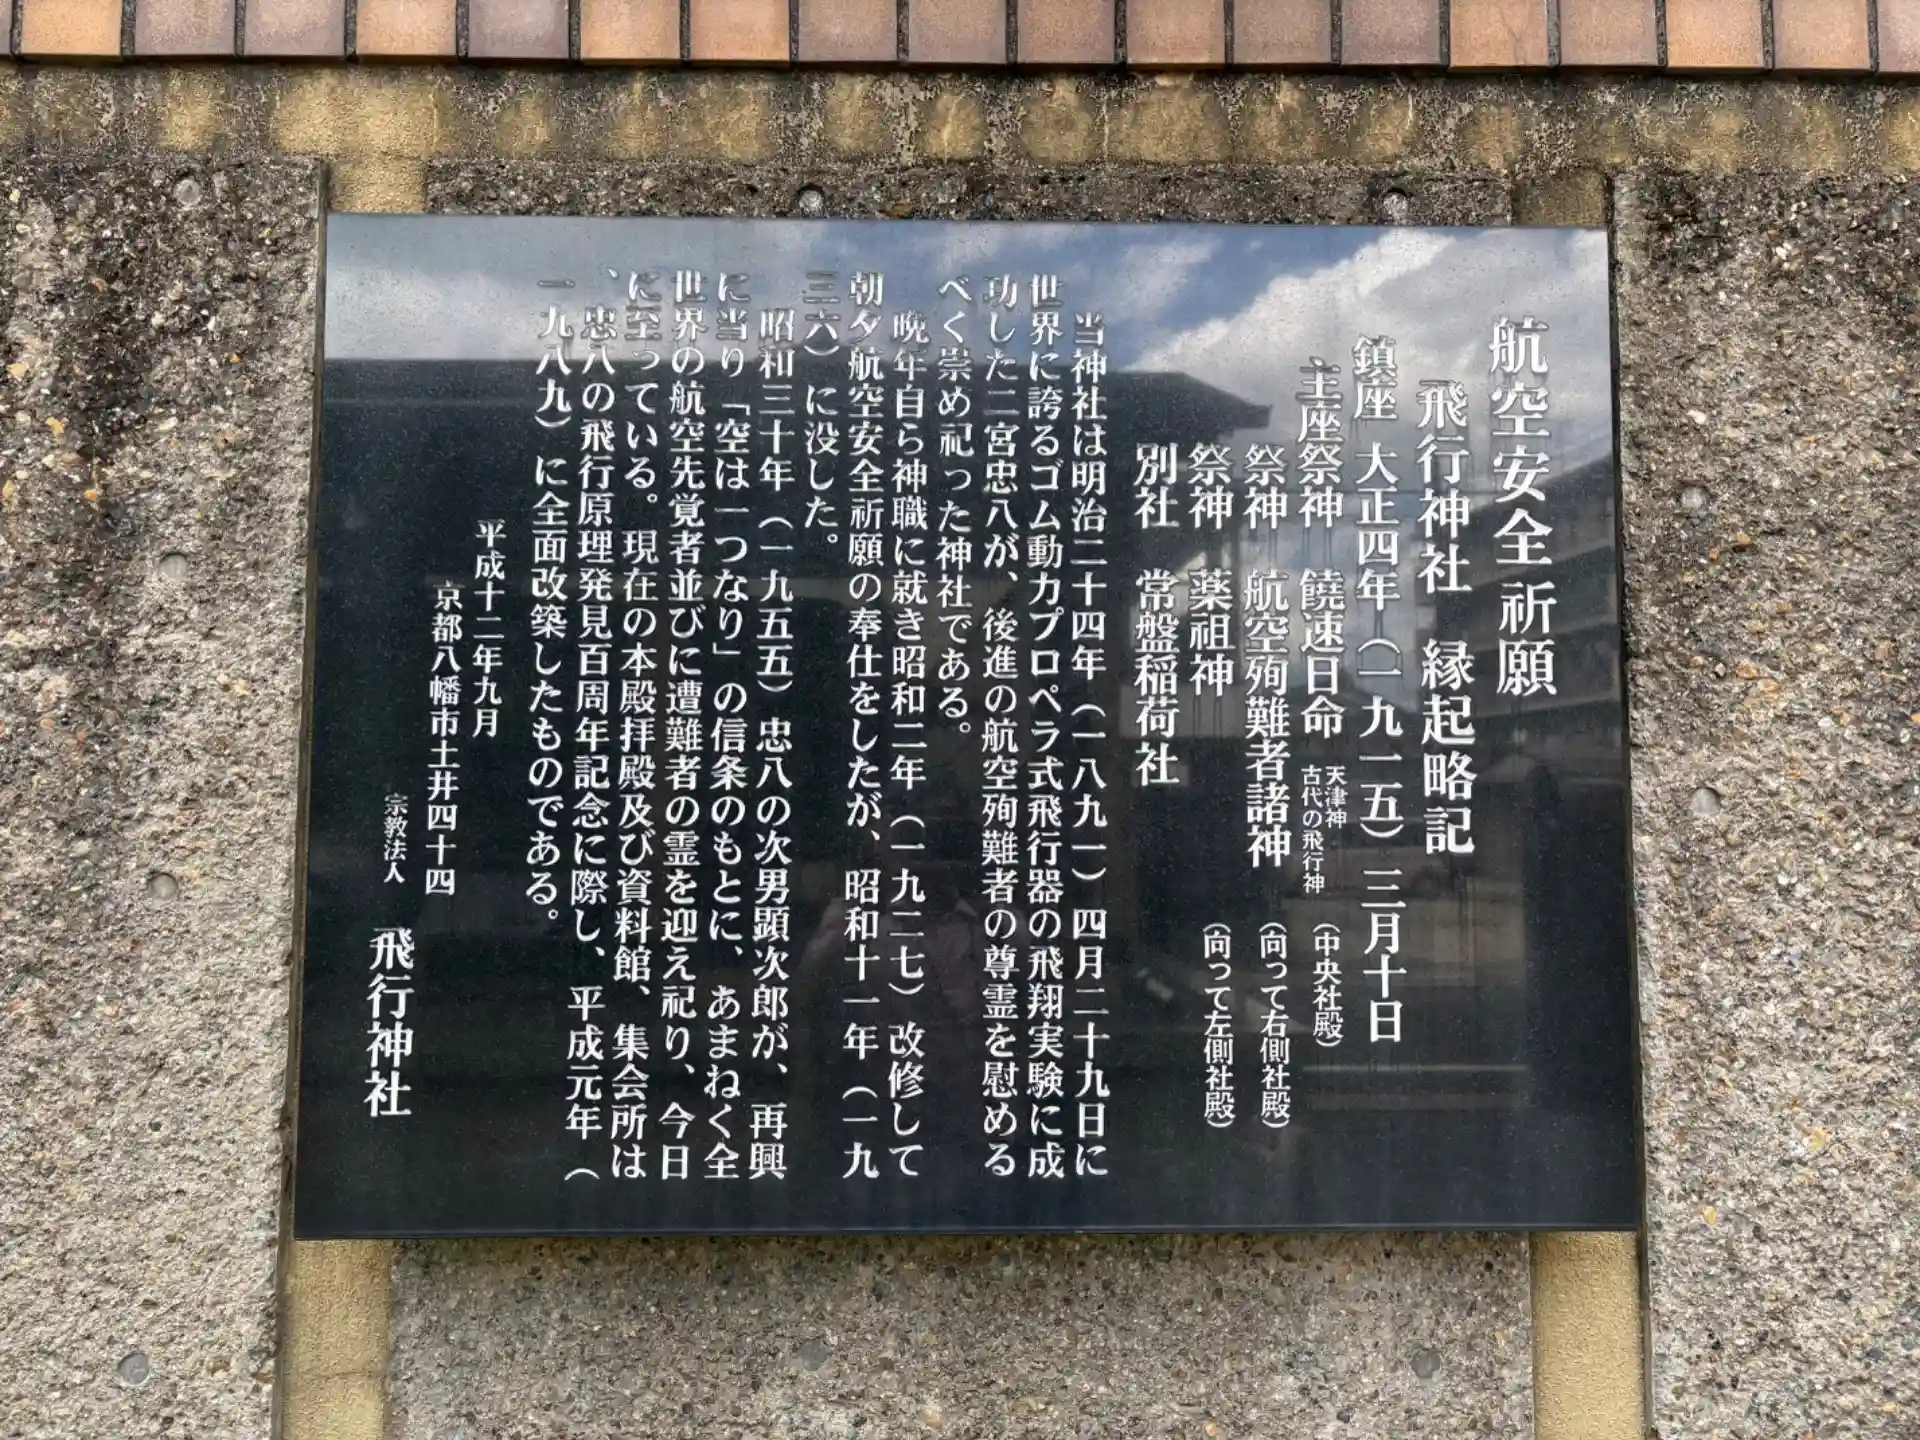 航空安全祈願
飛行神社 縁起略記
鎮座 大正四年(一九一五)三月十日
主座祭神 饒速日命 天津神 古代の飛行神 (中央社殿)
祭神 航空殉難者諸神 (向って右側社殿)
祭神 薬祖神 (向って左側社殿)
別社 常盤稲荷社
当神社は明治二十四年(一八九一)四月二十九日に
世界に誇るゴム動力プロペラ式飛行器の飛翔実験に成
功した二宮忠八が、後進の航空殉難者の尊霊を慰める
べく崇め祀った神社である。
晩年自ら神職に就き昭和二年(一九二七)改修して
朝夕航空安全祈願の奉仕をしたが、昭和十一年(一九
三六)に没した。
昭和三十年(一九五五)忠八の次男顕次郎が、再興
に当り「空は一つなり」の信条のもとに、あまねく全
世界の航空先覚者並びに遭難者の霊を迎え祀り、今日
に至っている。現在の本殿拝殿及び資料館、集会所は
、忠八の飛行原理発見百周年記念に際し、平成元年(
一九八九)に全面改築したものである。
平成十二年九月
京都八幡市土井四十四
宗教法人 飛行神社